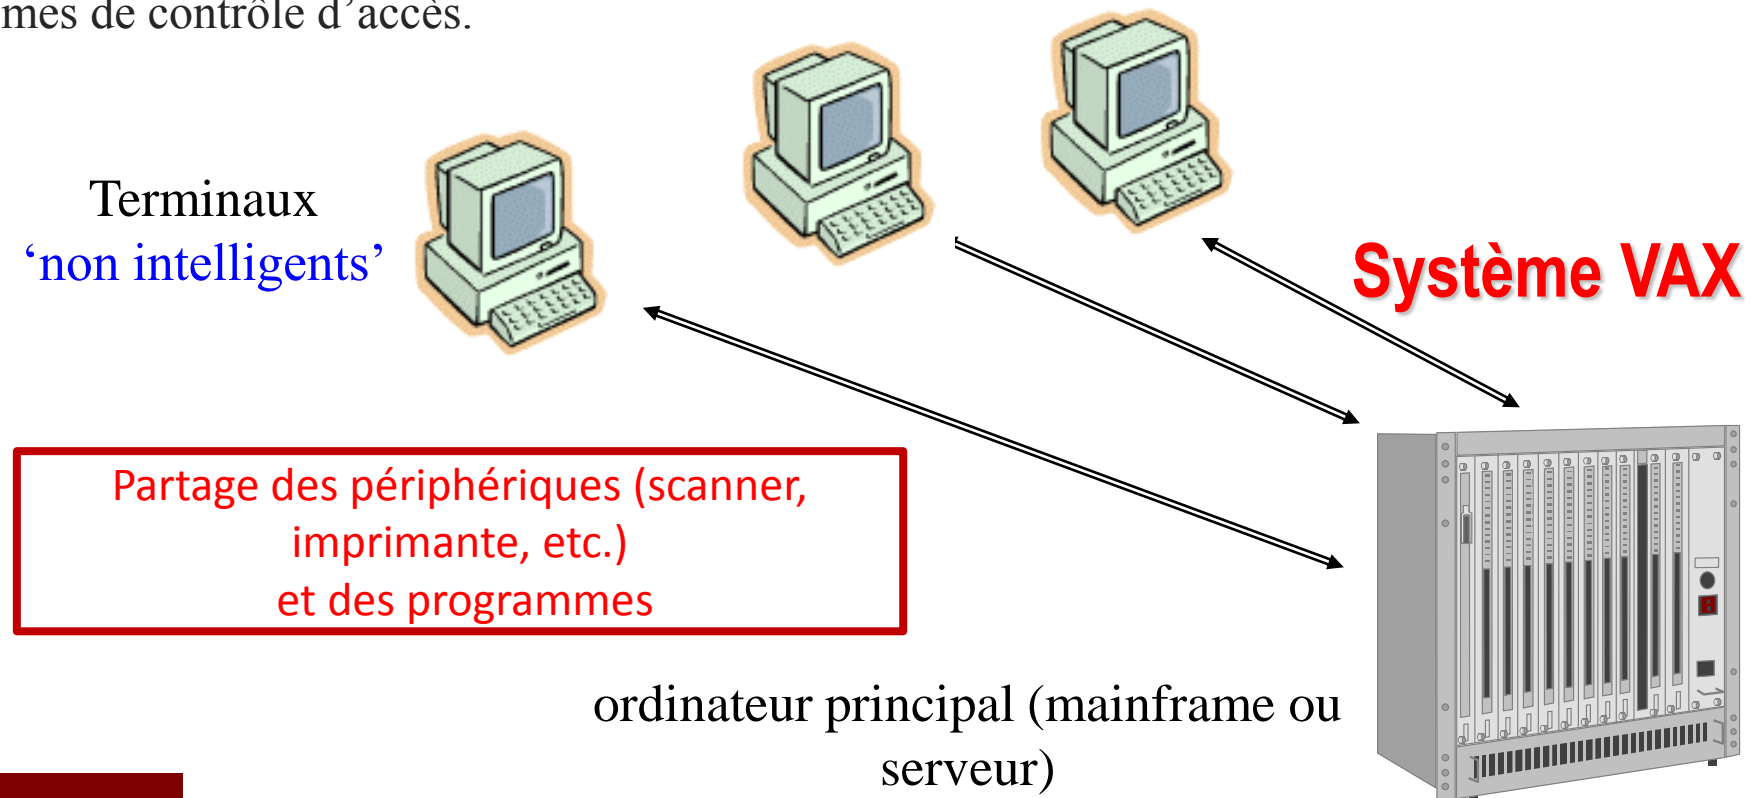 mes de contrôle d’accès.
Terminaux
‘non intelligents’
Système VAX
Partage des périphériques (scanner,
imprimante, etc.)
et des programmes
ordinateur principal (mainframe ou
serveur)